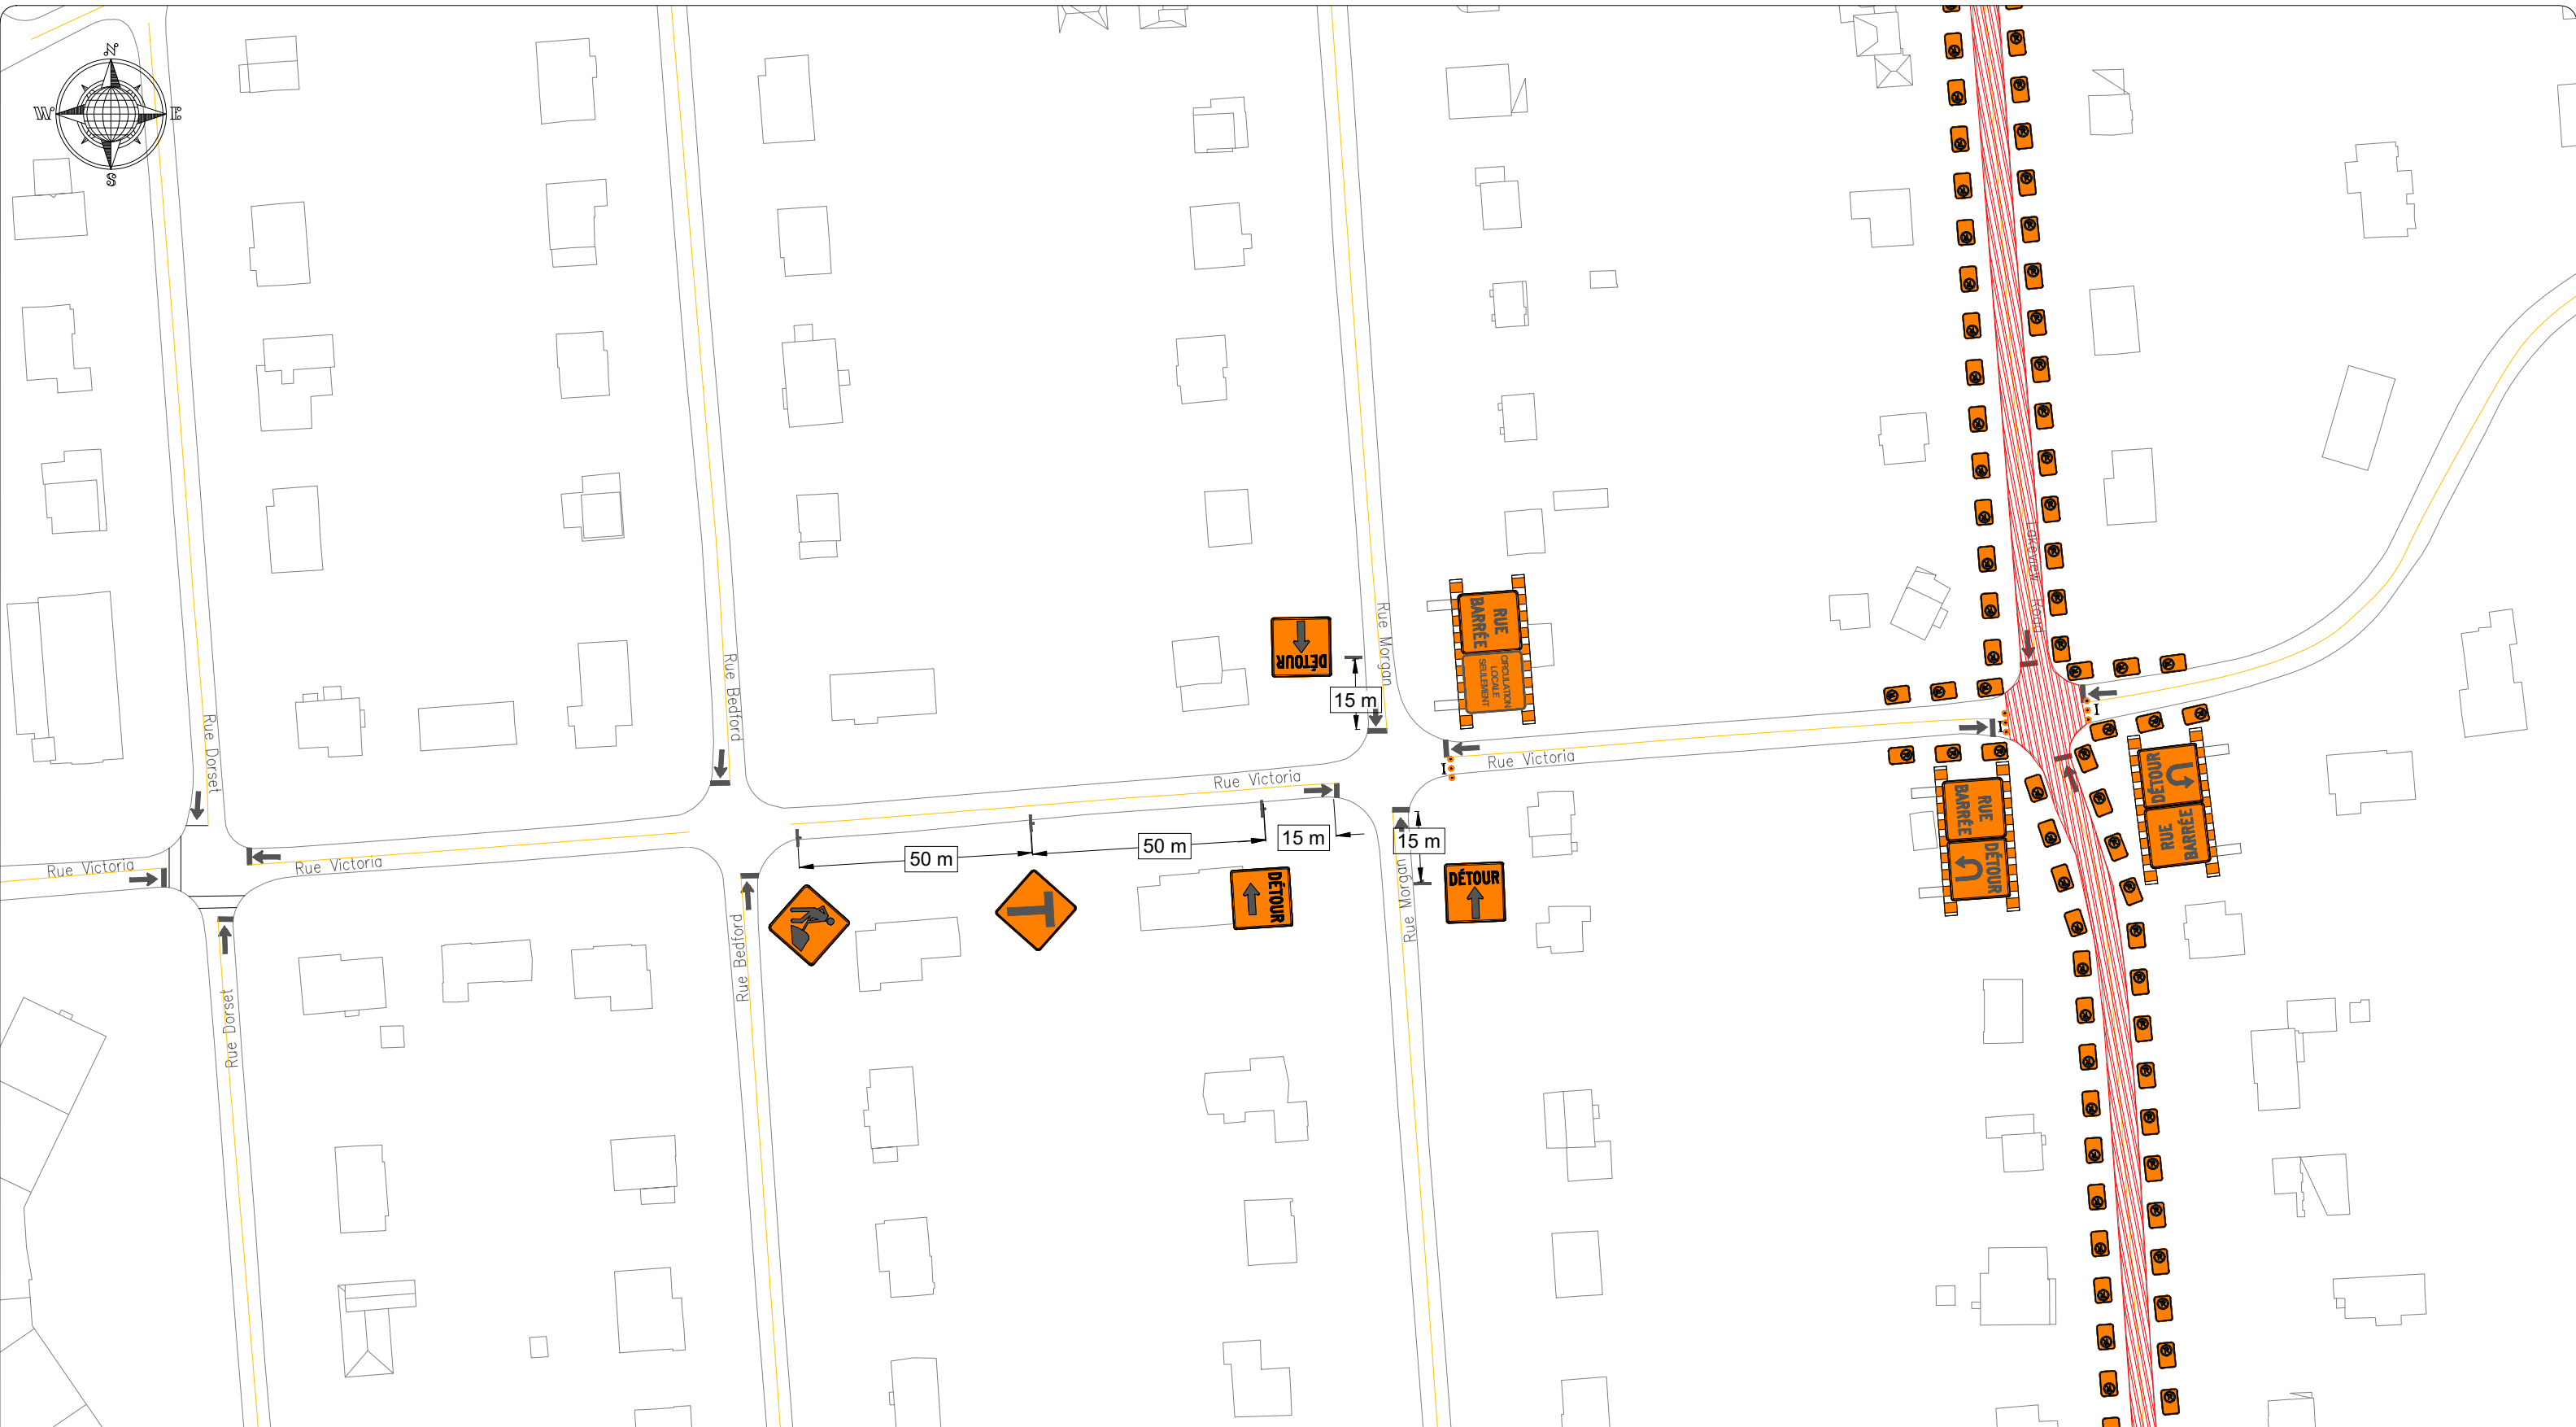 N
W
E
S
Lakeview Road
Rue Morgan
RUE
BARRÉE
CIRCULATION
LOCALE
SEULEMENT
DÉTOUR
15 m
Rue Bedford
Rue Dorset
Rue Victoria
Rue Victoria
I
I
I
DÉTOUR
RUE
BARRÉE
RUE
BARRÉE
DÉTOUR
15 m
15 m
50 m
50 m
Rue Victoria
Rue Victoria
DÉTOUR
DÉTOUR
Rue Morgan
Rue Bedford
Rue Dorset